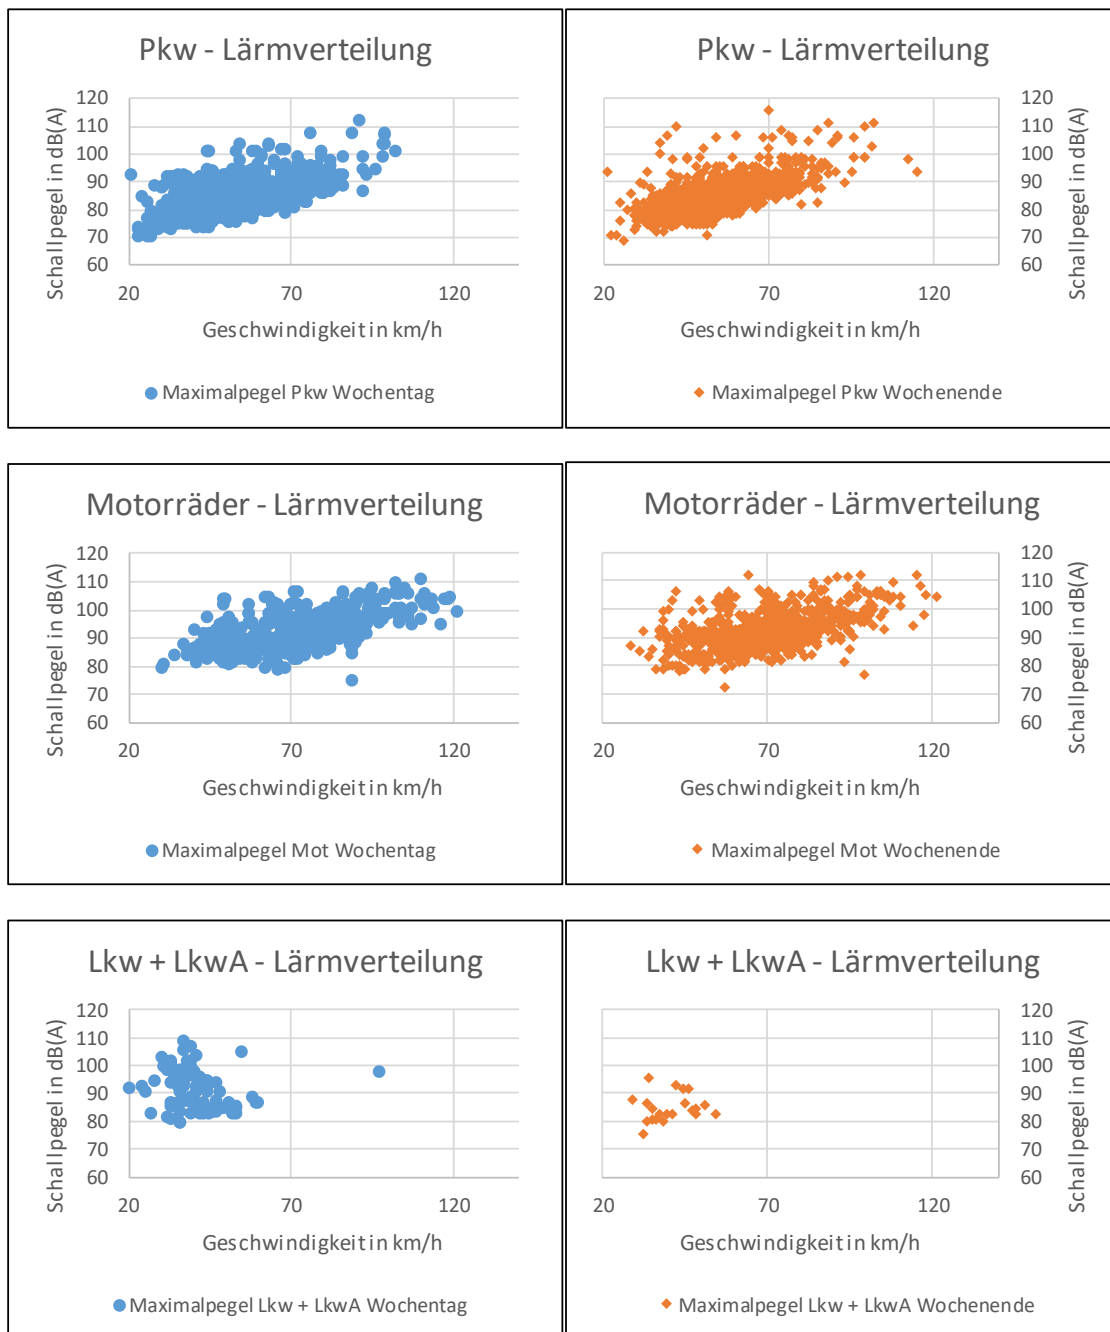 Pkw - Lärmverteilung
Schallpegel in dB(A)
120
110
100
90
80
70
60
20
70
120
Geschwindigkeit in km/h
Maximalpegel Pkw Wochentag
Pkw - Lärmverteilung
120
110
100
90
80
70
60
Schallpegel in dB(A)
20
70
120
Geschwindigkeit in km/h
Maximalpegel Pkw Wochenende
Motorräder - Lärmverteilung
Schallpegel in dB(A)
120
110
100
90
80
70
60
20
70
120
Geschwindigkeit in km/h
Maximalpegel Mot Wochentag
Motorräder - Lärmverteilung
120
110
100
90
80
70
60
Schallpegel in dB(A)
20
70
120
Geschwindigkeit in km/h
Maximalpegel Mot Wochenende
Lkw + LkwA - Lärmverteilung
Schallpegel in dB(A)
120
110
100
90
80
70
60
20
70
120
Geschwindigkeit in km/h
Maximalpegel Lkw + LkwA Wochentag
Lkw + LkwA - Lärmverteilung
120
110
100
90
80
70
60
Schallpegel in dB(A)
20
70
120
Geschwindigkeit in km/h
Maximalpegel Lkw + LkwA Wochenende